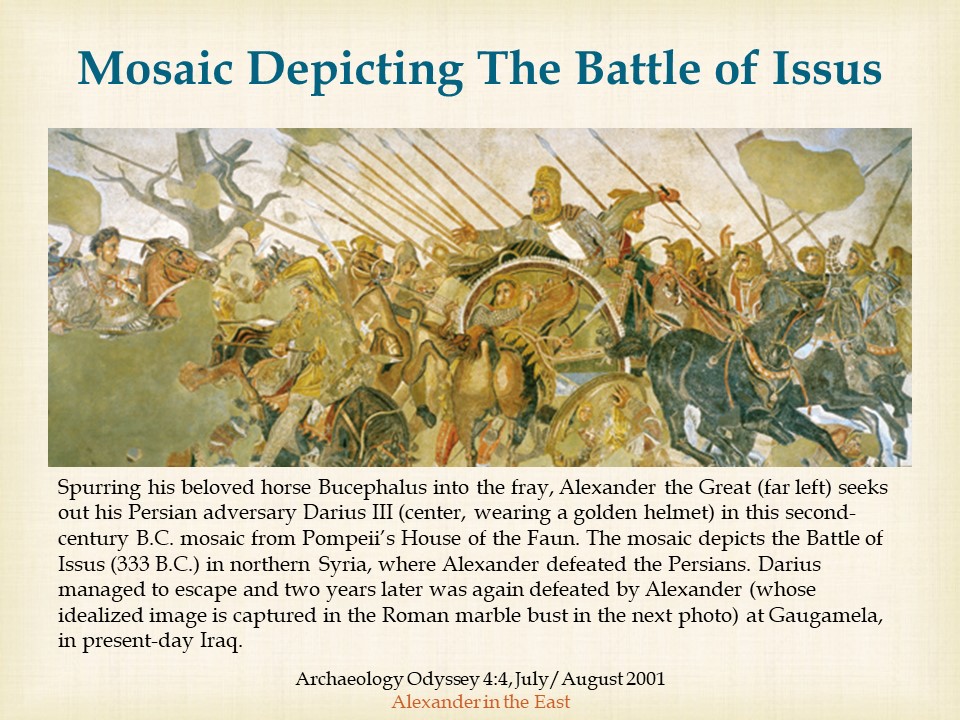 Mosaic Depicting The Battle of Issus
Spurring his beloved horse Bucephalus into the fray, Alexander the Great (far left) seeks
out his Persian adversary Darius III (center, wearing a golden helmet) in this second-
century B.C. mosaic from Pompeii’s House of the Faun. The mosaic depicts the Battle of
Issus (333 B.C.) in northern Syria, where Alexander defeated the Persians. Darius
managed to escape and two years later was again defeated by Alexander (whose
idealized image is captured in the Roman marble bust in the next photo) at Gaugamela,
in present-day Iraq.
Archaeology Odyssey 4:4, July/August 2001
Alexander in the East